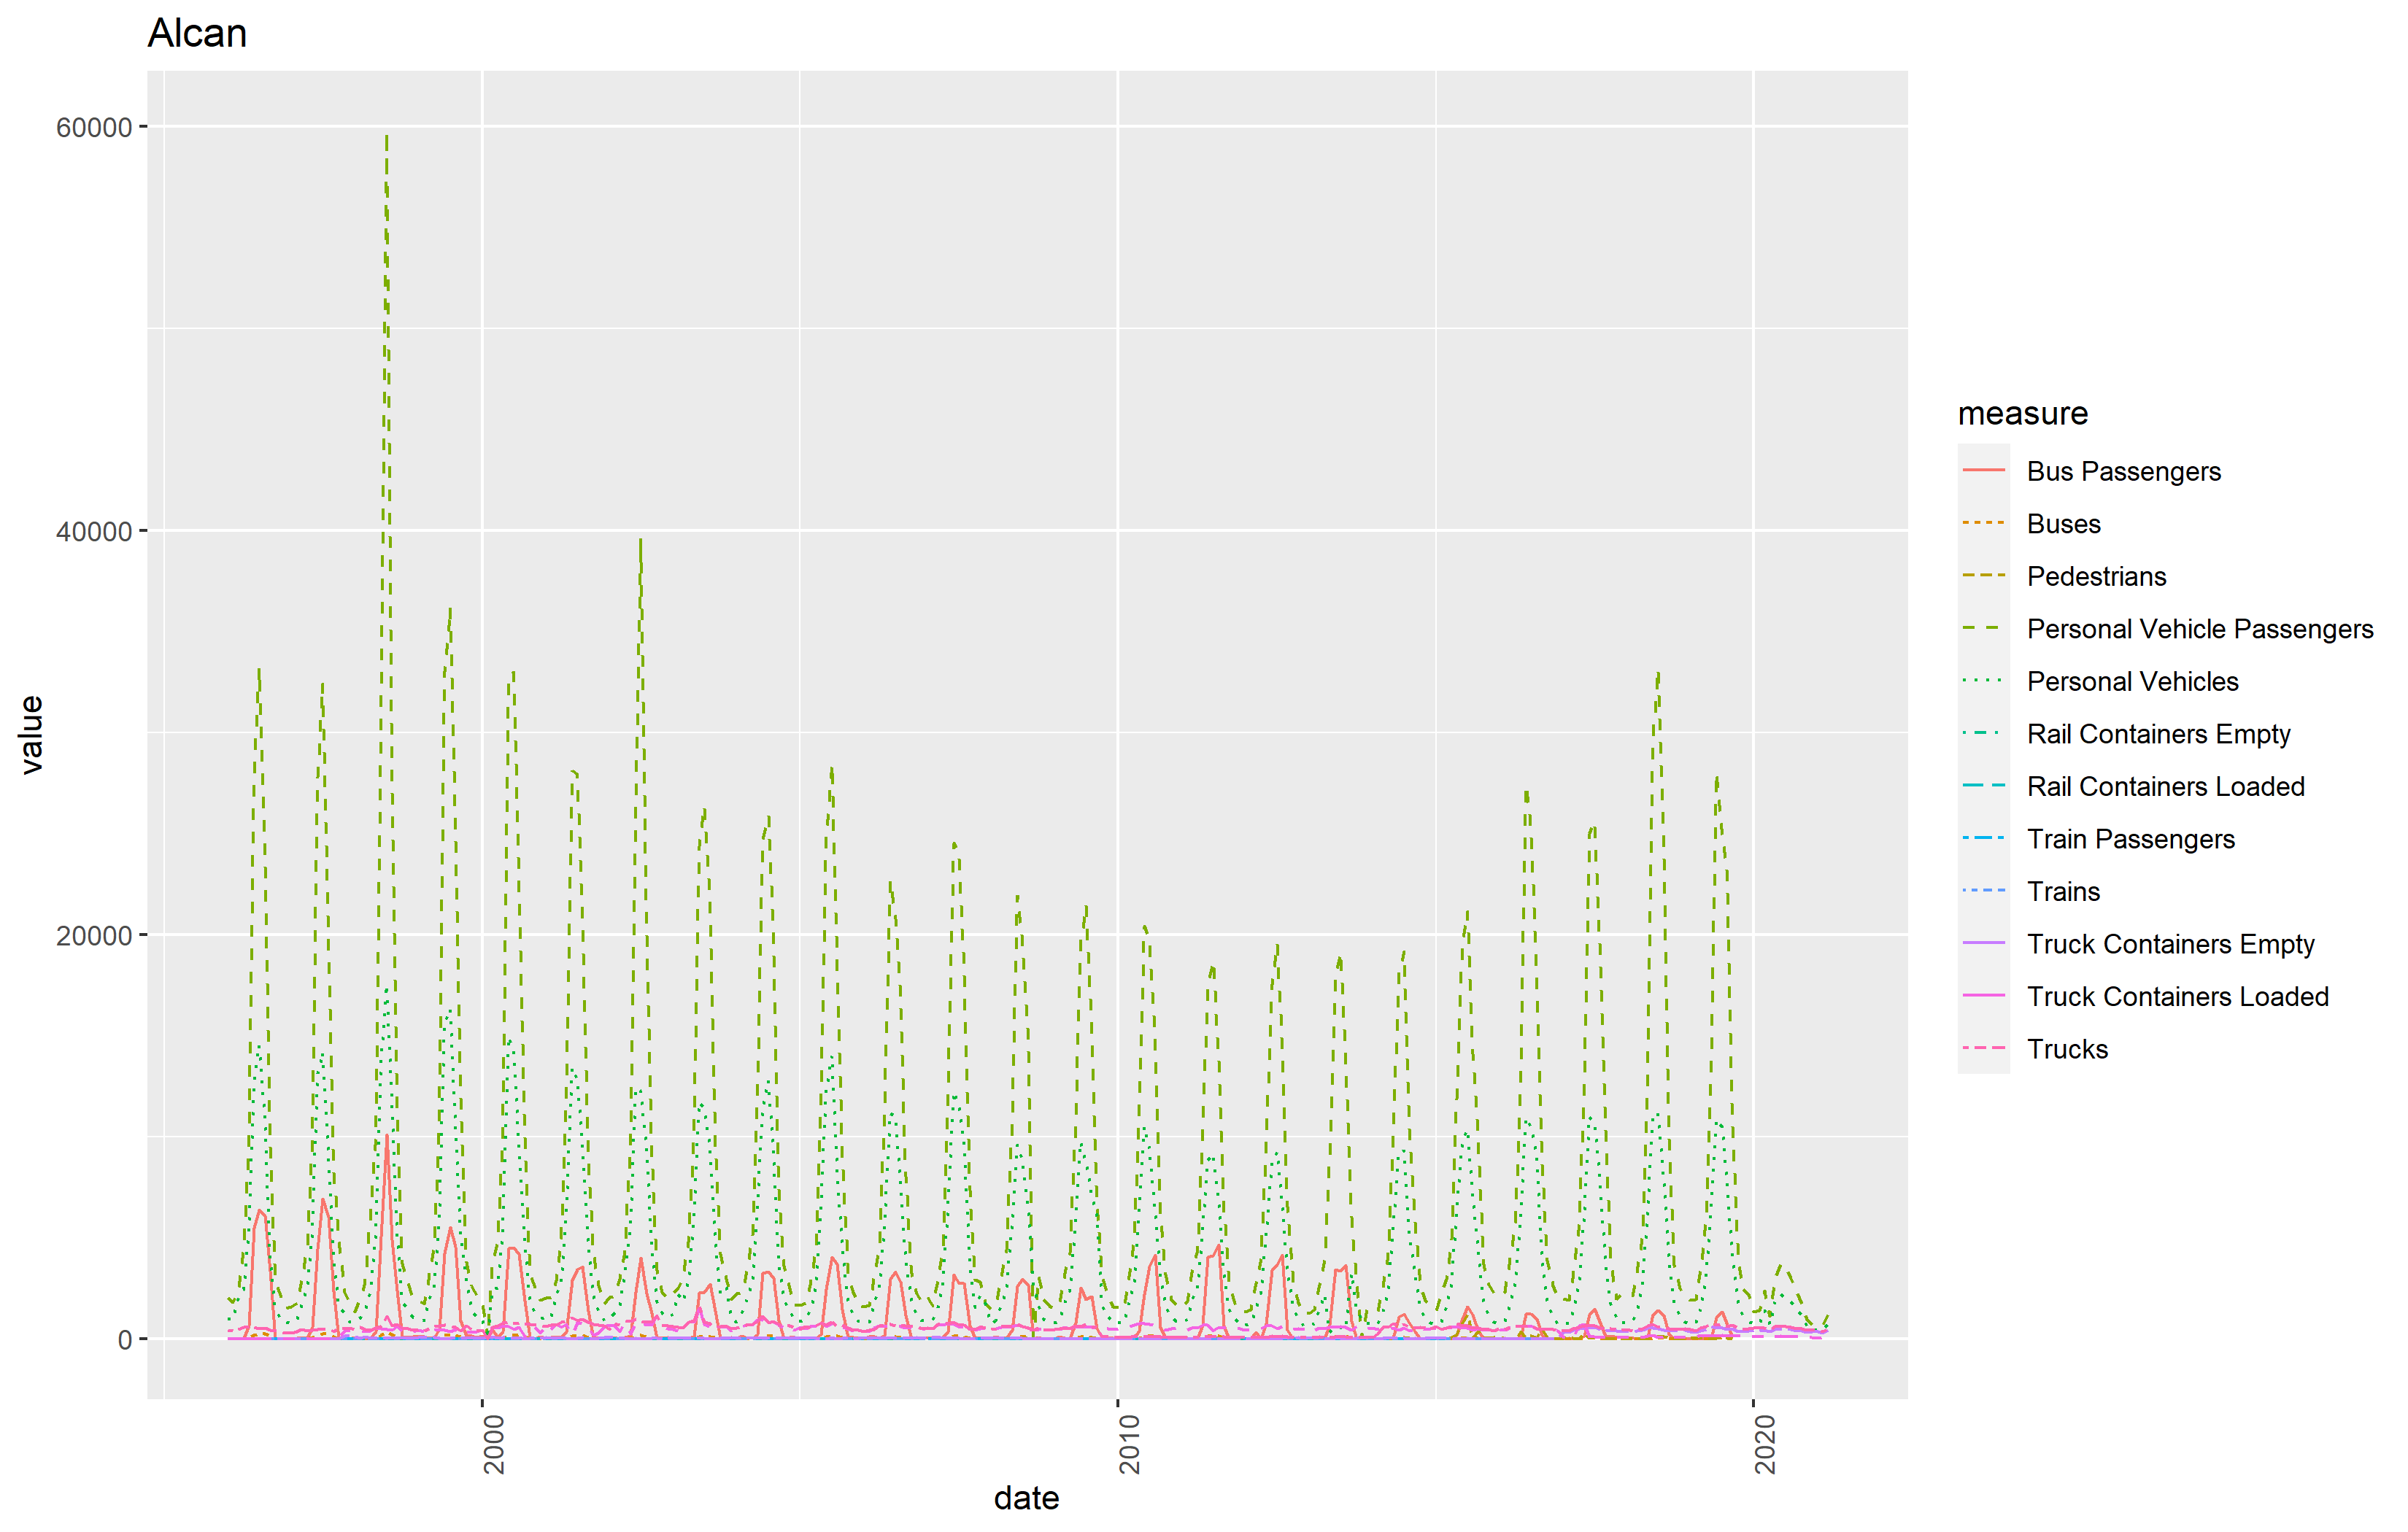 Alcan
60000
40000
20000
0
value
2000
2010
2020
date
measure
Bus Passengers
Buses
Pedestrians
Personal Vehicle Passengers
Personal Vehicles
Rail Containers Empty
Rail Containers Loaded
Train Passengers
Trains
Truck Containers Empty
Truck Containers Loaded
Trucks